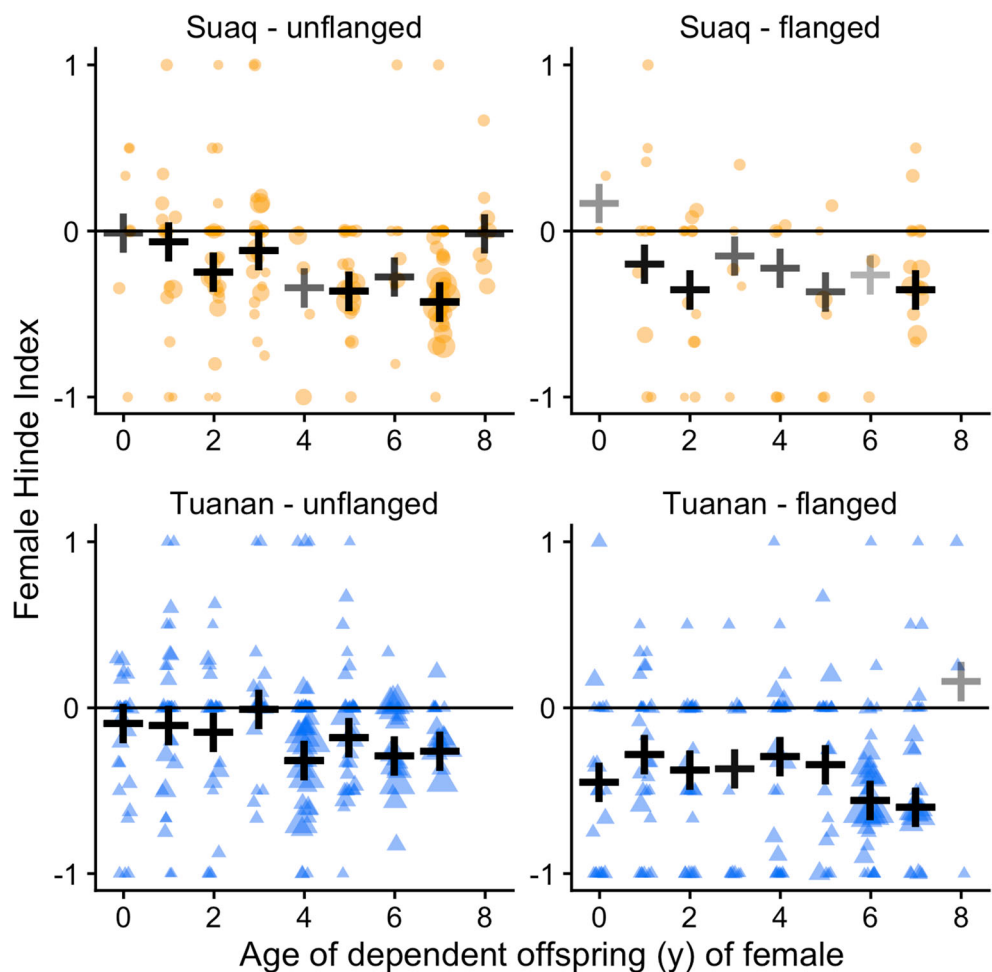 Suaq - unflanged
Suaq - flanged
1
0
-1
0 2 4 6 8
1
0
-1
0 2 4 6 8
Tuanan - unflanged
Tuanan - flanged
1
0
-1
0 2 4 6 8
1
0
-1
0 2 4 6 8
Female Hinde Index
Age of dependent offspring (y) of female